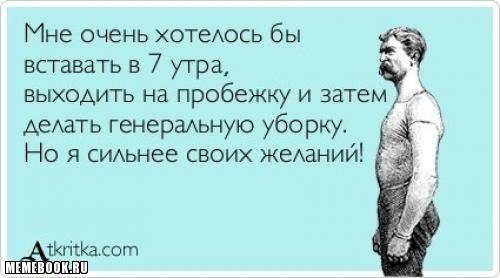 Мне очень хотелось бы
вставать в 7 утра,
выходить на пробежку и затем
делать генеральную уборку.
Но я сильнее своих желаний!
Atkritka.com
MEMEBOOK.RU